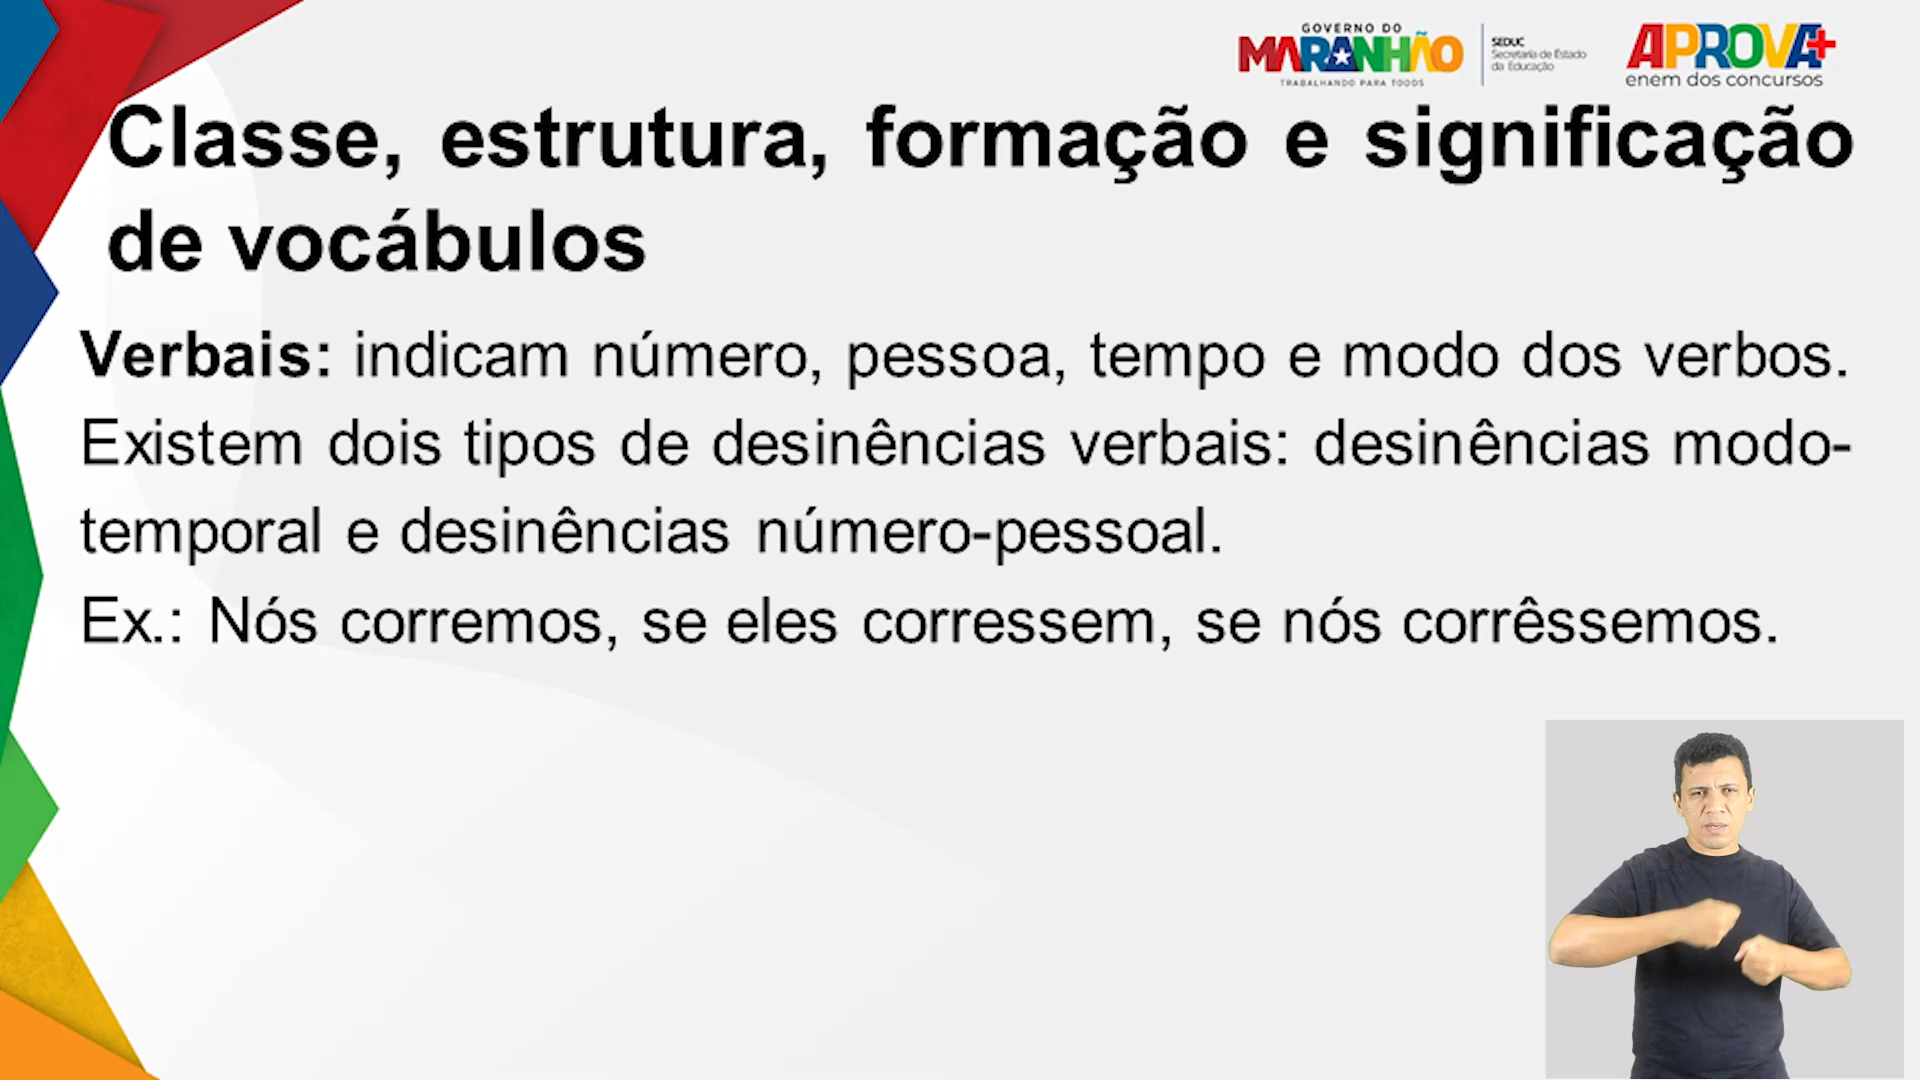 GOVERNO DO
MARANHÃO
TRABALHANDO PARA TODOS
SEDUC
Secretaria de Estado
da Educação
APROVA+
enem dos concursos
Classe, estrutura, formação e significação
de vocábulos
Verbais: indicam número, pessoa, tempo e modo dos verbos.
Existem dois tipos de desinências verbais: desinências modo-
temporal e desinências número-pessoal.
Ex.: Nós corremos, se eles corressem, se nós corrêssemos.